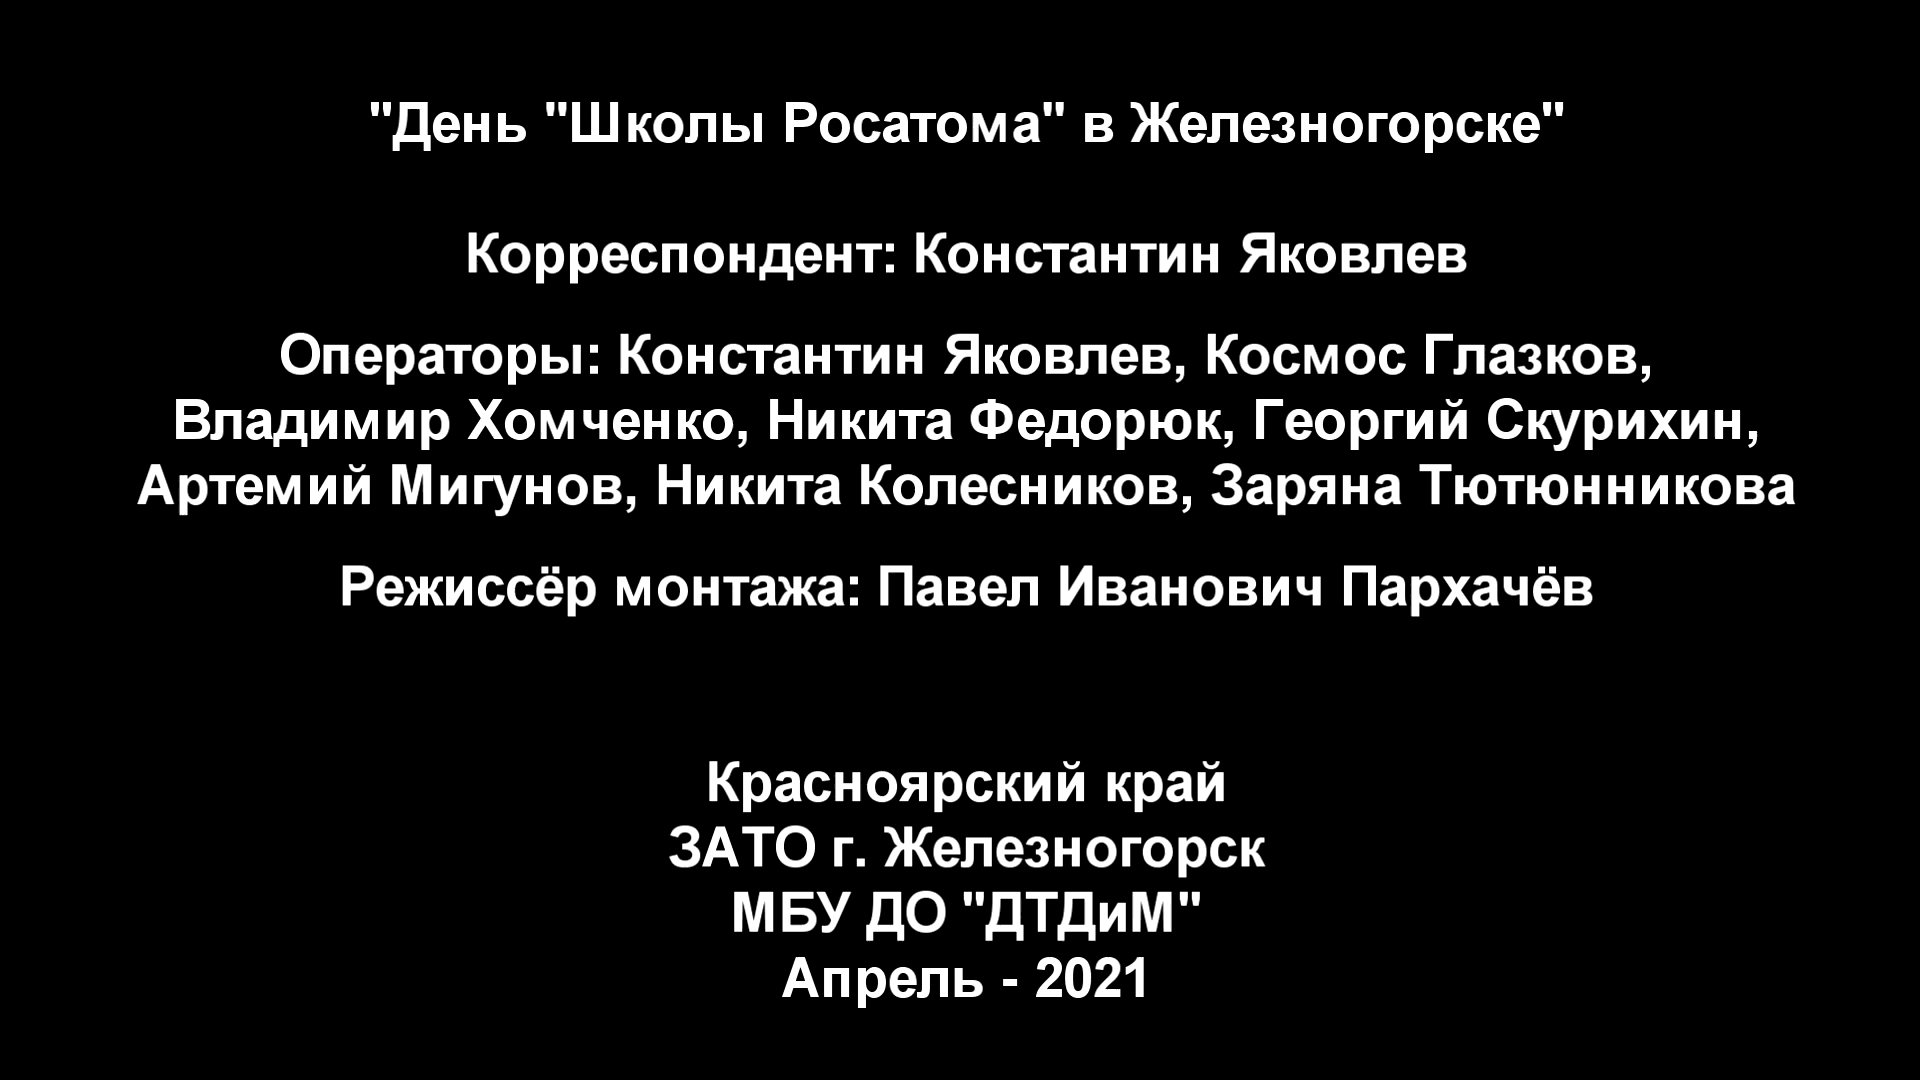 "День "Школы Росатома" в Железногорске"
Корреспондент: Константин Яковлев
Операторы: Константин Яковлев, Космос Глазков,
Владимир Хомченко, Никита Федорюк, Георгий Скурихин,
Артемий Мигунов, Никита Колесников, Заряна Тютюнникова
Режиссёр монтажа: Павел Иванович Пархачёв
Красноярский край
ЗАТО г. Железногорск
МБУ ДО "ДТДиМ"
Апрель - 2021